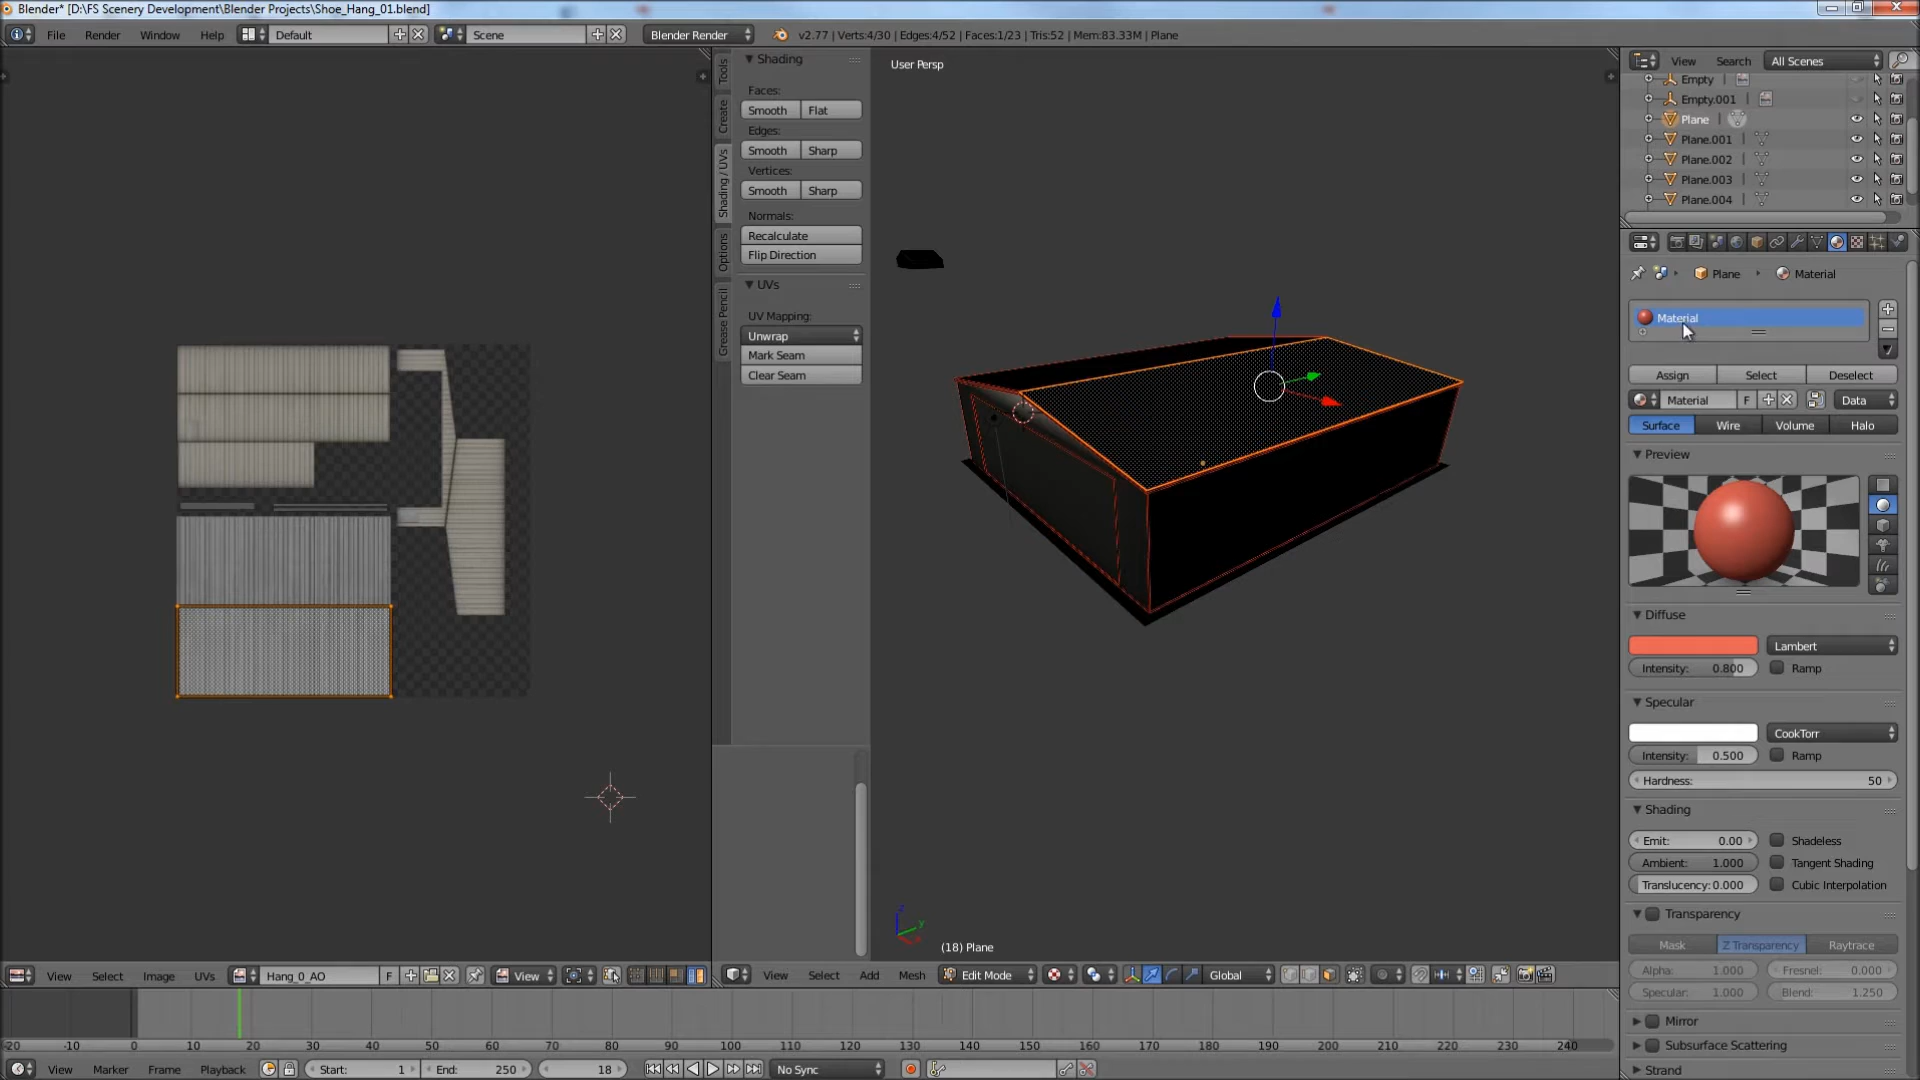 Blender* [D:\FS Scenery Development\Blender Projects\Shoe_Hang_01.blend]
File Render Window Help Default Scene Blender Render v2.77 | Verts:4/30 | Edges:4/52 | Faces:1/23 | Tris:52 | Mem:83.33M | Plane
Tools
Create
Shading / UVs
Options
Grease Pencil
Shading
Faces:
Smooth Flat
Edges:
Smooth Sharp
Vertices:
Smooth Sharp
Normals:
Recalculate
Flip Direction
UVs
UV Mapping:
Unwrap
Mark Seam
Clear Seam
User Persp
(18) Plane
View Search All Scenes
Empty
Empty.001
Plane
Plane.001
Plane.002
Plane.003
Plane.004
Plane Material
Material
Assign Select Deselect
Material F Data
Surface Wire Volume Halo
Preview
Diffuse
Lambert
Intensity: 0.800 Ramp
Specular
CookTorr
Intensity: 0.500 Ramp
Hardness: 50
Shading
Emit: 0.00 Shadeless
Ambient: 1.000 Tangent Shading
Translucency: 0.000 Cubic Interpolation
Transparency
Mask Z Transparency Raytrace
Alpha: 1.000 Fresnel: 0.000
Specular: 1.000 Blend: 1.250
Mirror
Subsurface Scattering
Strand
View Select Image UVs Hang_0_AO F View
View Select Add Mesh Edit Mode Global
-20 -10 0 10 20 30 40 50 60 70 80 90 100 110 120 130 140 150 160 170 180 190 200 210 220 230 240
View Marker Frame Playback Start: 1 End: 250 18 No Sync